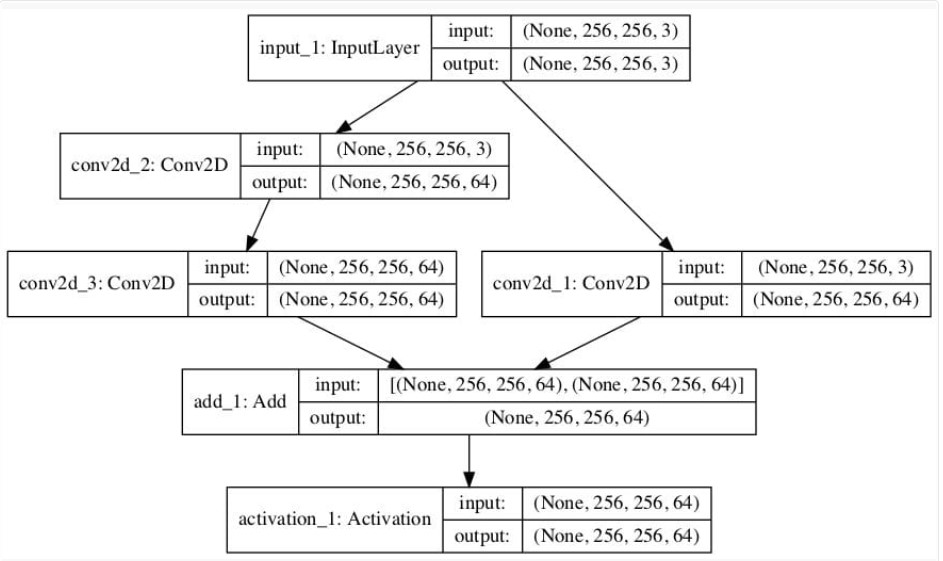 input_1: InputLayer
input: (None, 256, 256, 3)
output: (None, 256, 256, 3)
conv2d_2: Conv2D
input: (None, 256, 256, 3)
output: (None, 256, 256, 64)
conv2d_3: Conv2D
input: (None, 256, 256, 64)
output: (None, 256, 256, 64)
conv2d_1: Conv2D
input: (None, 256, 256, 3)
output: (None, 256, 256, 64)
add_1: Add
input: [(None, 256, 256, 64), (None, 256, 256, 64)]
output: (None, 256, 256, 64)
activation_1: Activation
input: (None, 256, 256, 64)
output: (None, 256, 256, 64)